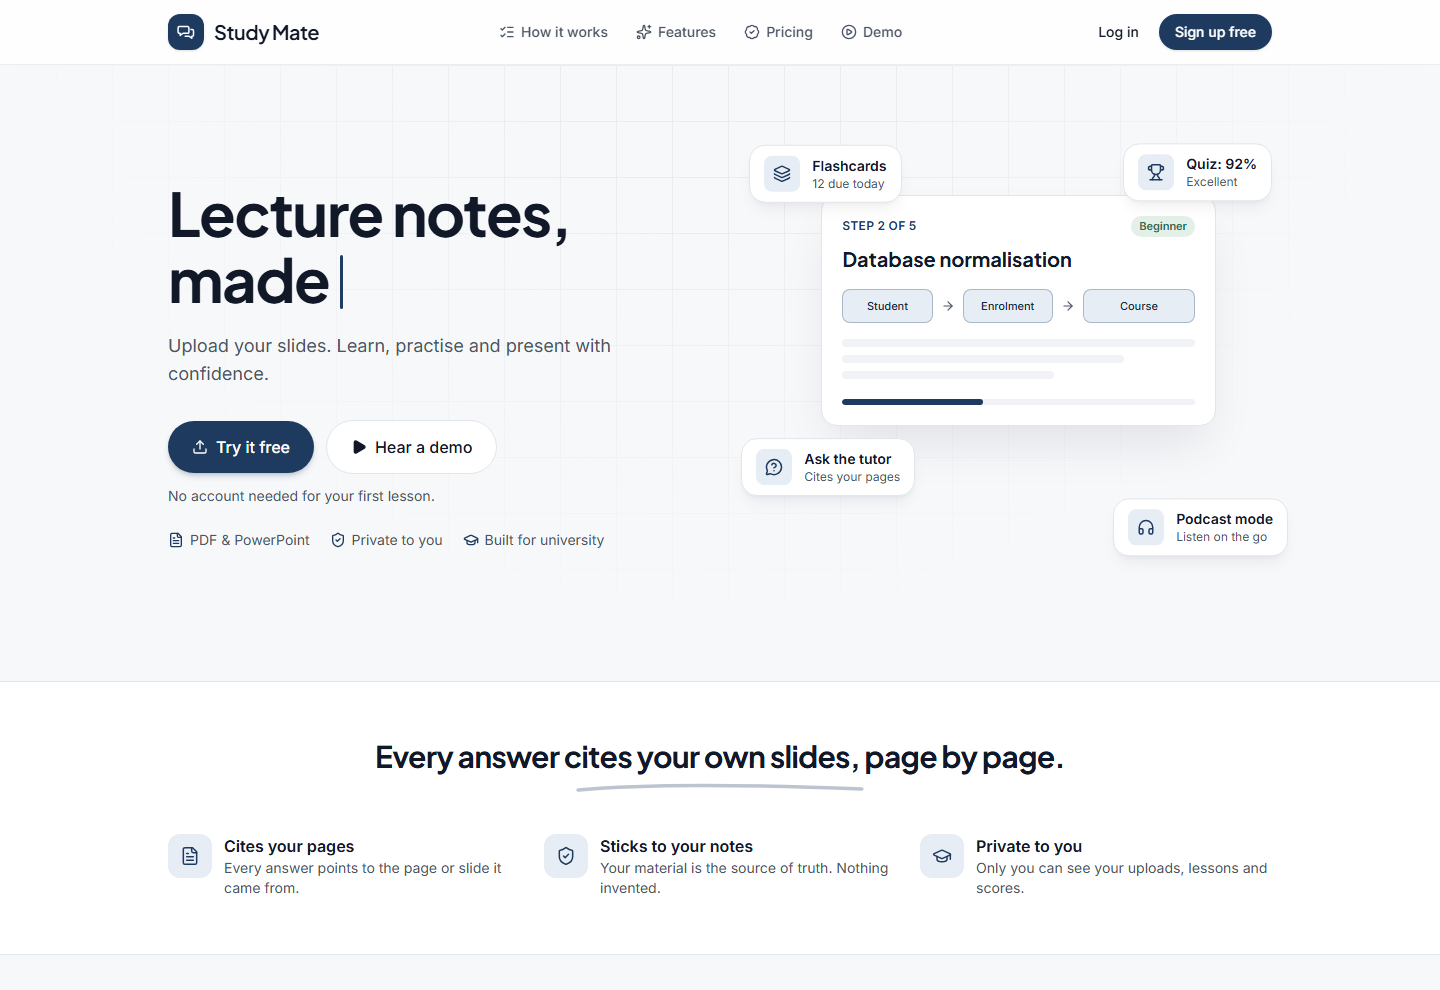 StudyMate
How it works
Features
Pricing
Demo
Log in
Sign up free
Lecture notes,
made
Upload your slides. Learn, practise and present with
confidence.
Try it free
Hear a demo
No account needed for your first lesson.
PDF & PowerPoint
Private to you
Built for university
Flashcards
12 due today
Quiz: 92%
Excellent
STEP 2 OF 5
Beginner
Database normalisation
Student
Enrolment
Course
Ask the tutor
Cites your pages
Podcast mode
Listen on the go
Every answer cites your own slides, page by page.
Cites your pages
Every answer points to the page or slide it
came from.
Sticks to your notes
Your material is the source of truth. Nothing
invented.
Private to you
Only you can see your uploads, lessons and
scores.